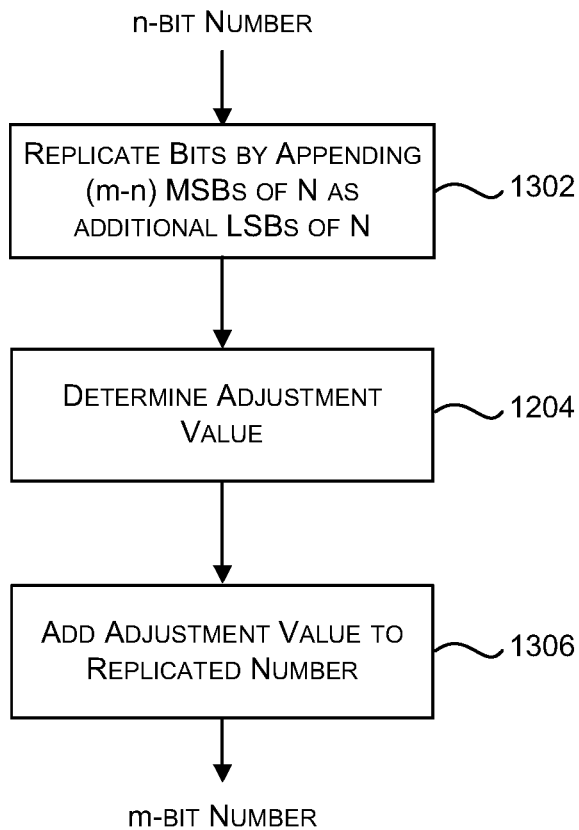 n-BIT NUMBER
REPLICATE BITS BY APPENDING
(m-n) MSBS OF N AS
ADDITIONAL LSBS OF N
1302
DETERMINE ADJUSTMENT
VALUE
1204
ADD ADJUSTMENT VALUE TO
REPLICATED NUMBER
1306
m-BIT NUMBER